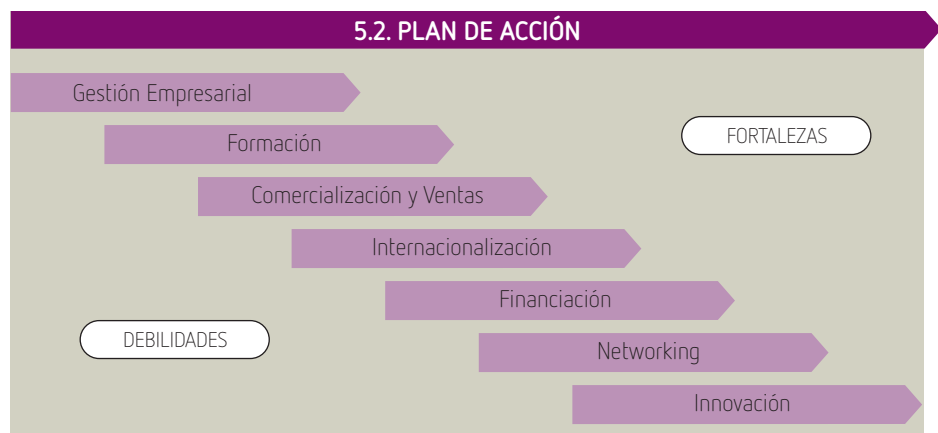 5.2. PLAN DE ACCIÓN
Gestión Empresarial
Formación
FORTALEZAS
Comercialización y Ventas
Internacionalización
Financiación
DEBILIDADES
Networking
Innovación